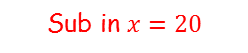 Sub in x = 20